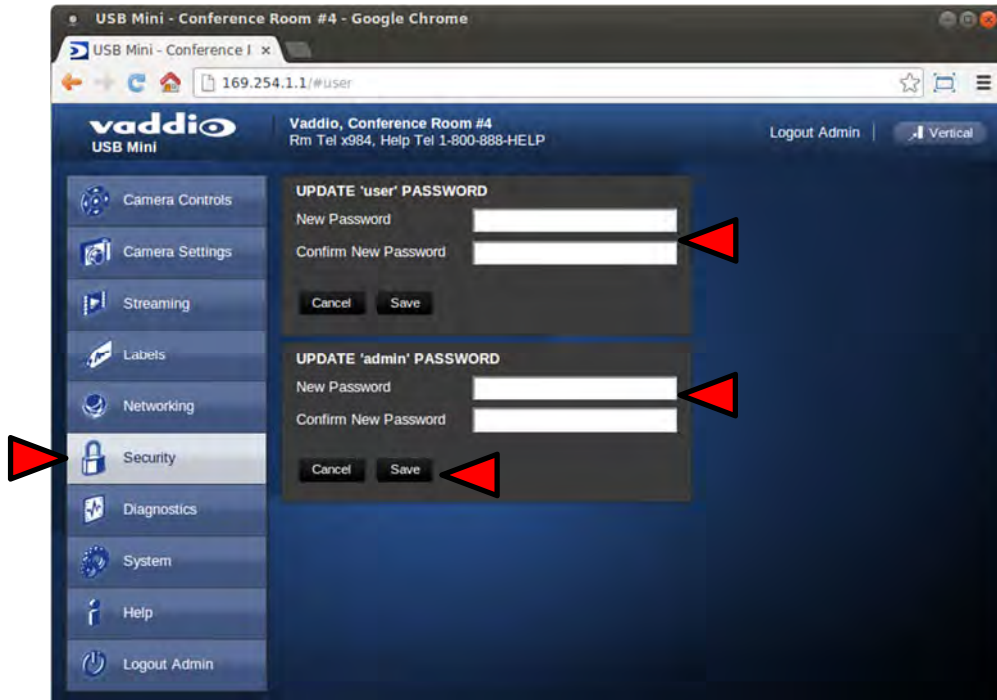 USB Mini - Conference Room #4 - Google Chrome
USB Mini - Conference I
169.254.1.1/#user
vaddio
USB Mini
Vaddio, Conference Room #4
Rm Tel x984, Help Tel 1-800-888-HELP
Logout Admin
Vertical
Camera Controls
Camera Settings
Streaming
Labels
Networking
Security
Diagnostics
System
Help
Logout Admin
UPDATE 'user' PASSWORD
New Password
Confirm New Password
Cancel Save
UPDATE 'admin' PASSWORD
New Password
Confirm New Password
Cancel Save